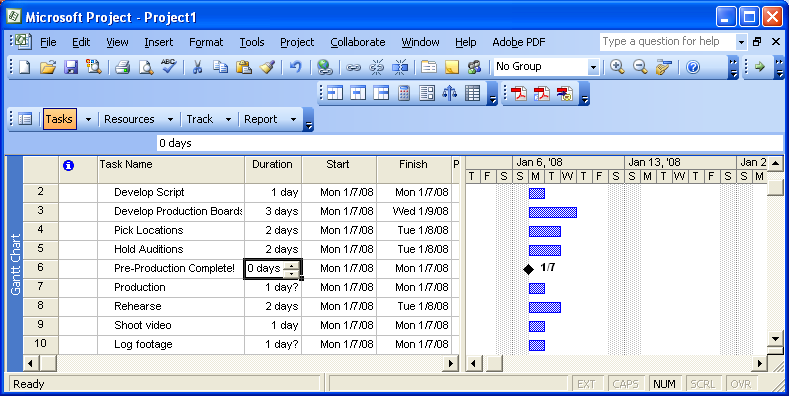 Microsoft Project - Project1
File Edit View Insert Format Tools Project Collaborate Window Help Adobe PDF Type a question for help
No Group
Tasks Resources Track Report
0 days
Task Name Duration Start Finish P Jan 6, '08 Jan 13, '08 Jan 2
T F S S M T W T F S S M T W T F S S M
2 Develop Script 1 day Mon 1/7/08 Mon 1/7/08
3 Develop Production Boards 3 days Mon 1/7/08 Wed 1/9/08
4 Pick Locations 2 days Mon 1/7/08 Tue 1/8/08
5 Hold Auditions 2 days Mon 1/7/08 Tue 1/8/08
6 Pre-Production Complete! 0 days Mon 1/7/08 Mon 1/7/08 1/7
7 Production 1 day? Mon 1/7/08 Mon 1/7/08
8 Rehearse 2 days Mon 1/7/08 Tue 1/8/08
9 Shoot video 1 day Mon 1/7/08 Mon 1/7/08
10 Log footage 1 day? Mon 1/7/08 Mon 1/7/08
Gantt Chart
Ready EXT CAPS NUM SCRL OVR